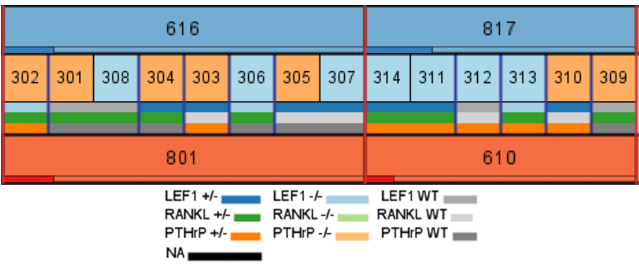 616 817
302 301 308 304 303 306 305 307 314 311 312 313 310 309
801 610
LEF1 +/- LEF1 -/- LEF1 WT
RANKL +/- RANKL -/- RANKL WT
PTHrP +/- PTHrP -/- PTHrP WT
NA